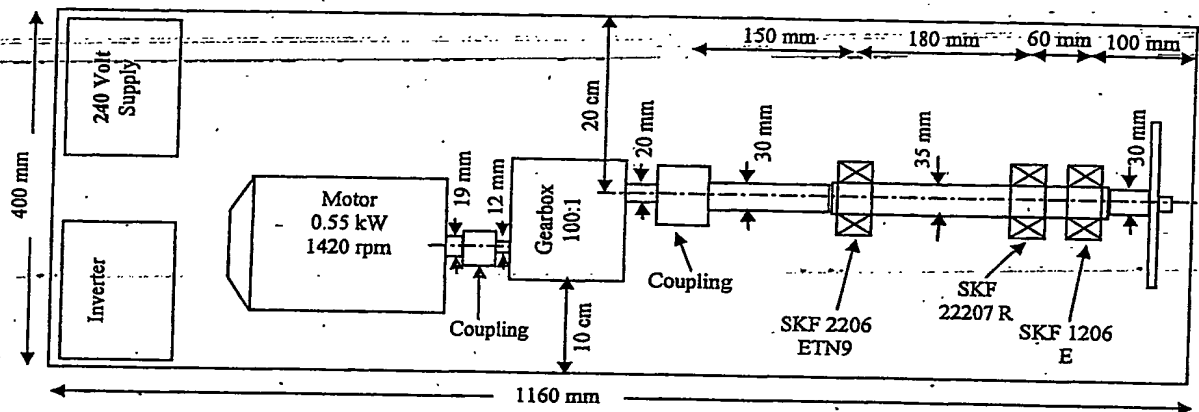 240 Volt
Supply
400 mm
Inverter
Motor
0.55 kW
1420 rpm
19 mm
12 mm
Coupling
Gearbox
100:1
20 cm
10 cm
20 mm
Coupling
30 mm
150 mm
180 mm
60 mm
100 mm
35 mm
30 mm
SKF 2206
ETN9
SKF
22207 R
SKF 1206
E
1160 mm